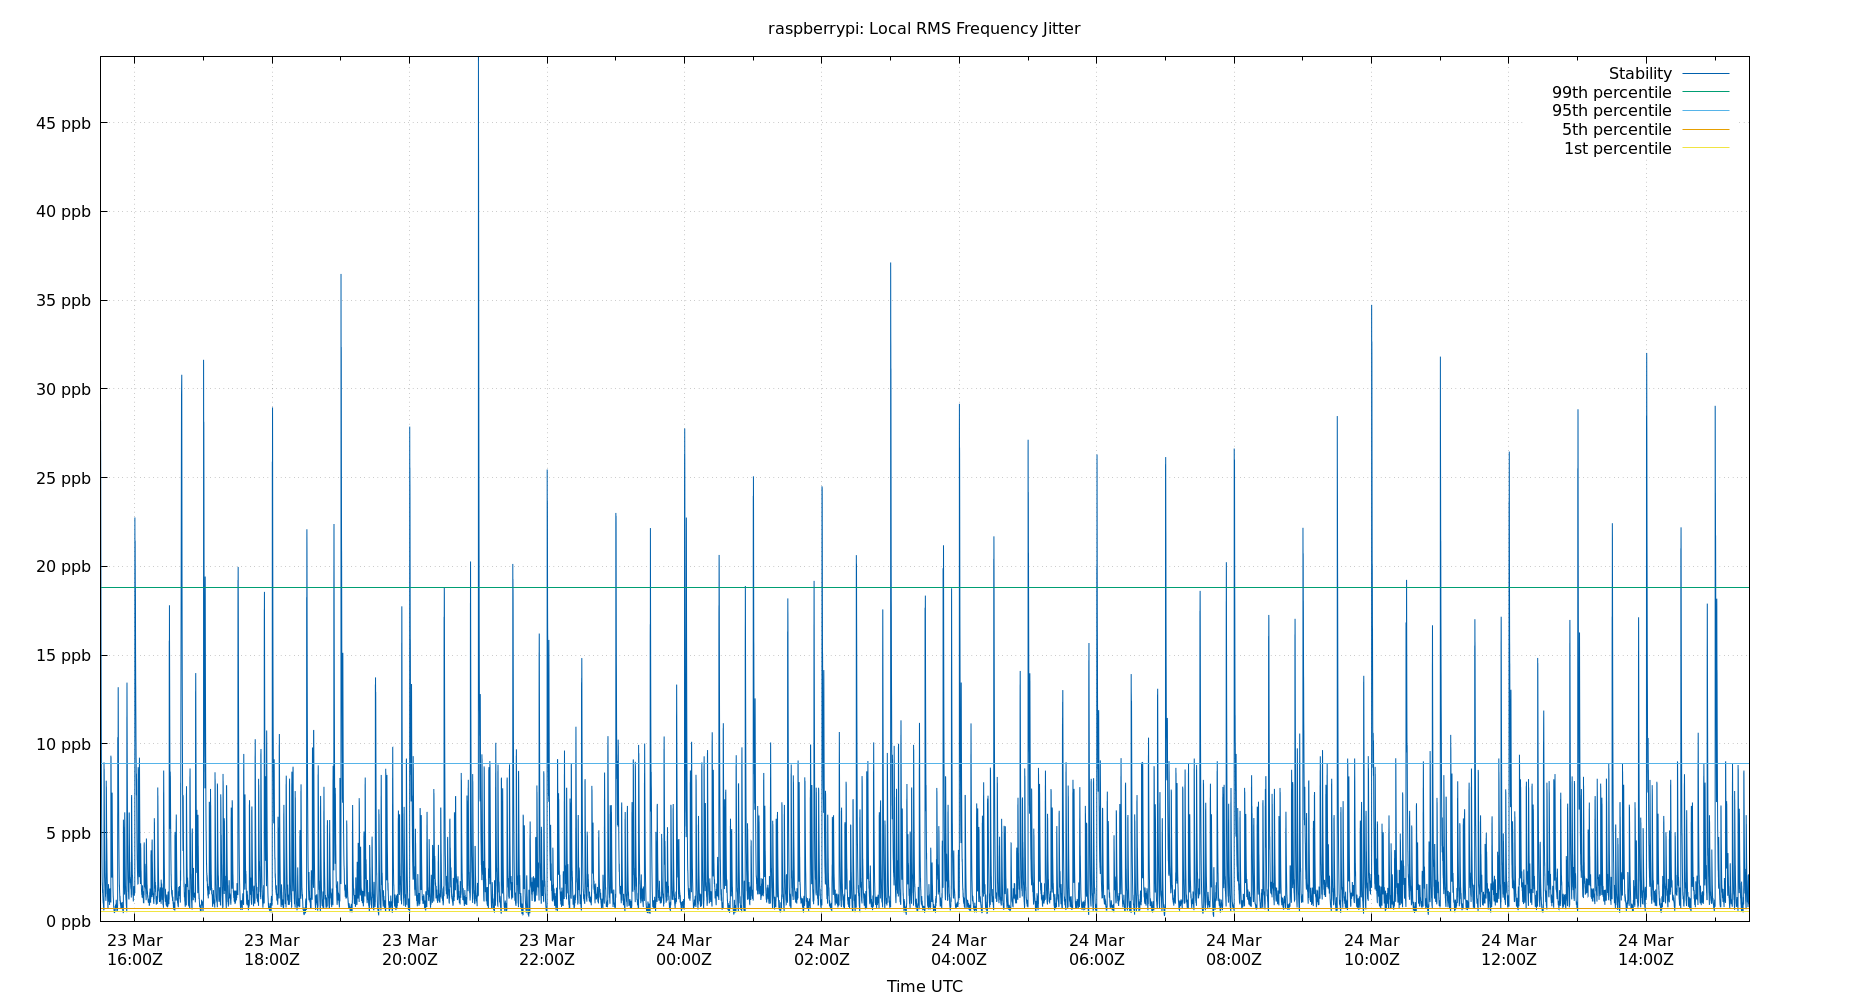 raspberrypi: Local RMS Frequency Jitter
Stability
99th percentile
95th percentile
5th percentile
1st percentile
45 ppb
40 ppb
35 ppb
30 ppb
25 ppb
20 ppb
15 ppb
10 ppb
5 ppb
0 ppb
23 Mar 23 Mar 23 Mar 23 Mar 24 Mar 24 Mar 24 Mar 24 Mar 24 Mar 24 Mar 24 Mar 24 Mar
16:00Z 18:00Z 20:00Z 22:00Z 00:00Z 02:00Z 04:00Z 06:00Z 08:00Z 10:00Z 12:00Z 14:00Z
Time UTC